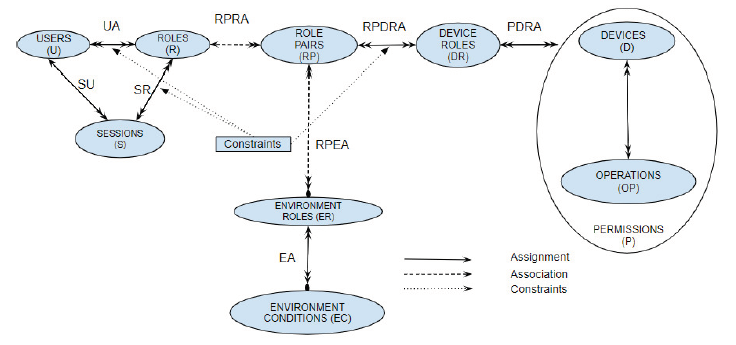 UA
RPRA
RPDRA
PDRA
USERS
(U)
ROLES
(R)
ROLE
PAIRS
(RP)
DEVICE
ROLES
(DR)
DEVICES
(D)
SU
SR
SESSIONS
(S)
Constraints
RPEA
OPERATIONS
(OP)
ENVIRONMENT
ROLES (ER)
PERMISSIONS
(P)
EA
Assignment
Association
Constraints
ENVIRONMENT
CONDITIONS (EC)